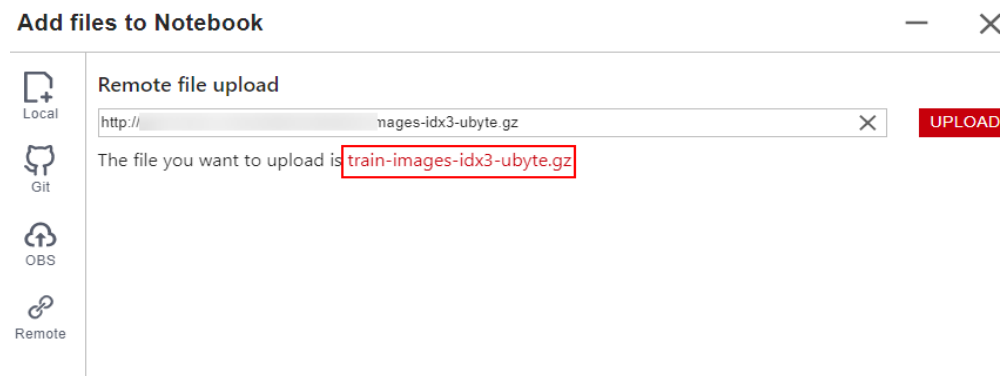 Add files to Notebook
Local
Git
OBS
Remote
Remote file upload
http:// mages-idx3-ubyte.gz
UPLOAD
The file you want to upload is train-images-idx3-ubyte.gz